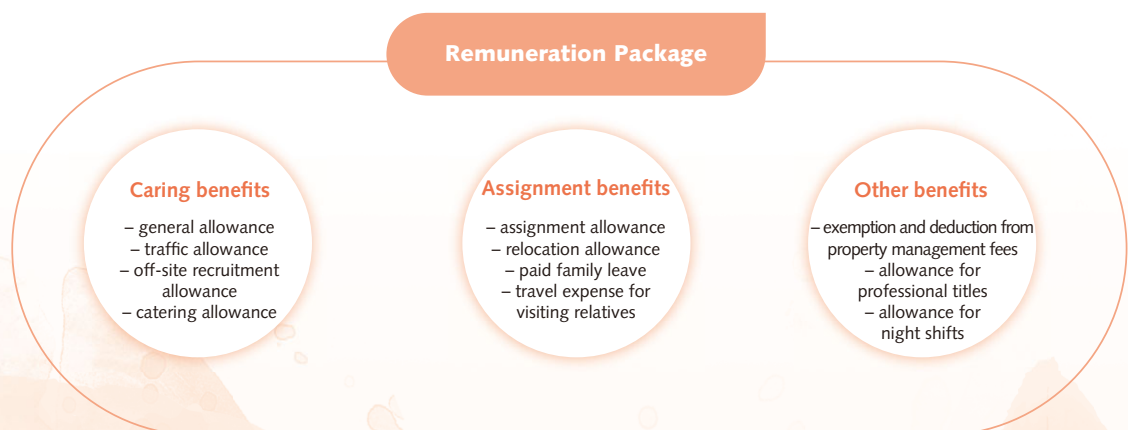 Remuneration Package
Caring benefits
– general allowance
– traffic allowance
– off-site recruitment
allowance
– catering allowance
Assignment benefits
– assignment allowance
– relocation allowance
– paid family leave
– travel expense for
visiting relatives
Other benefits
– exemption and deduction from
property management fees
– allowance for
professional titles
– allowance for
night shifts